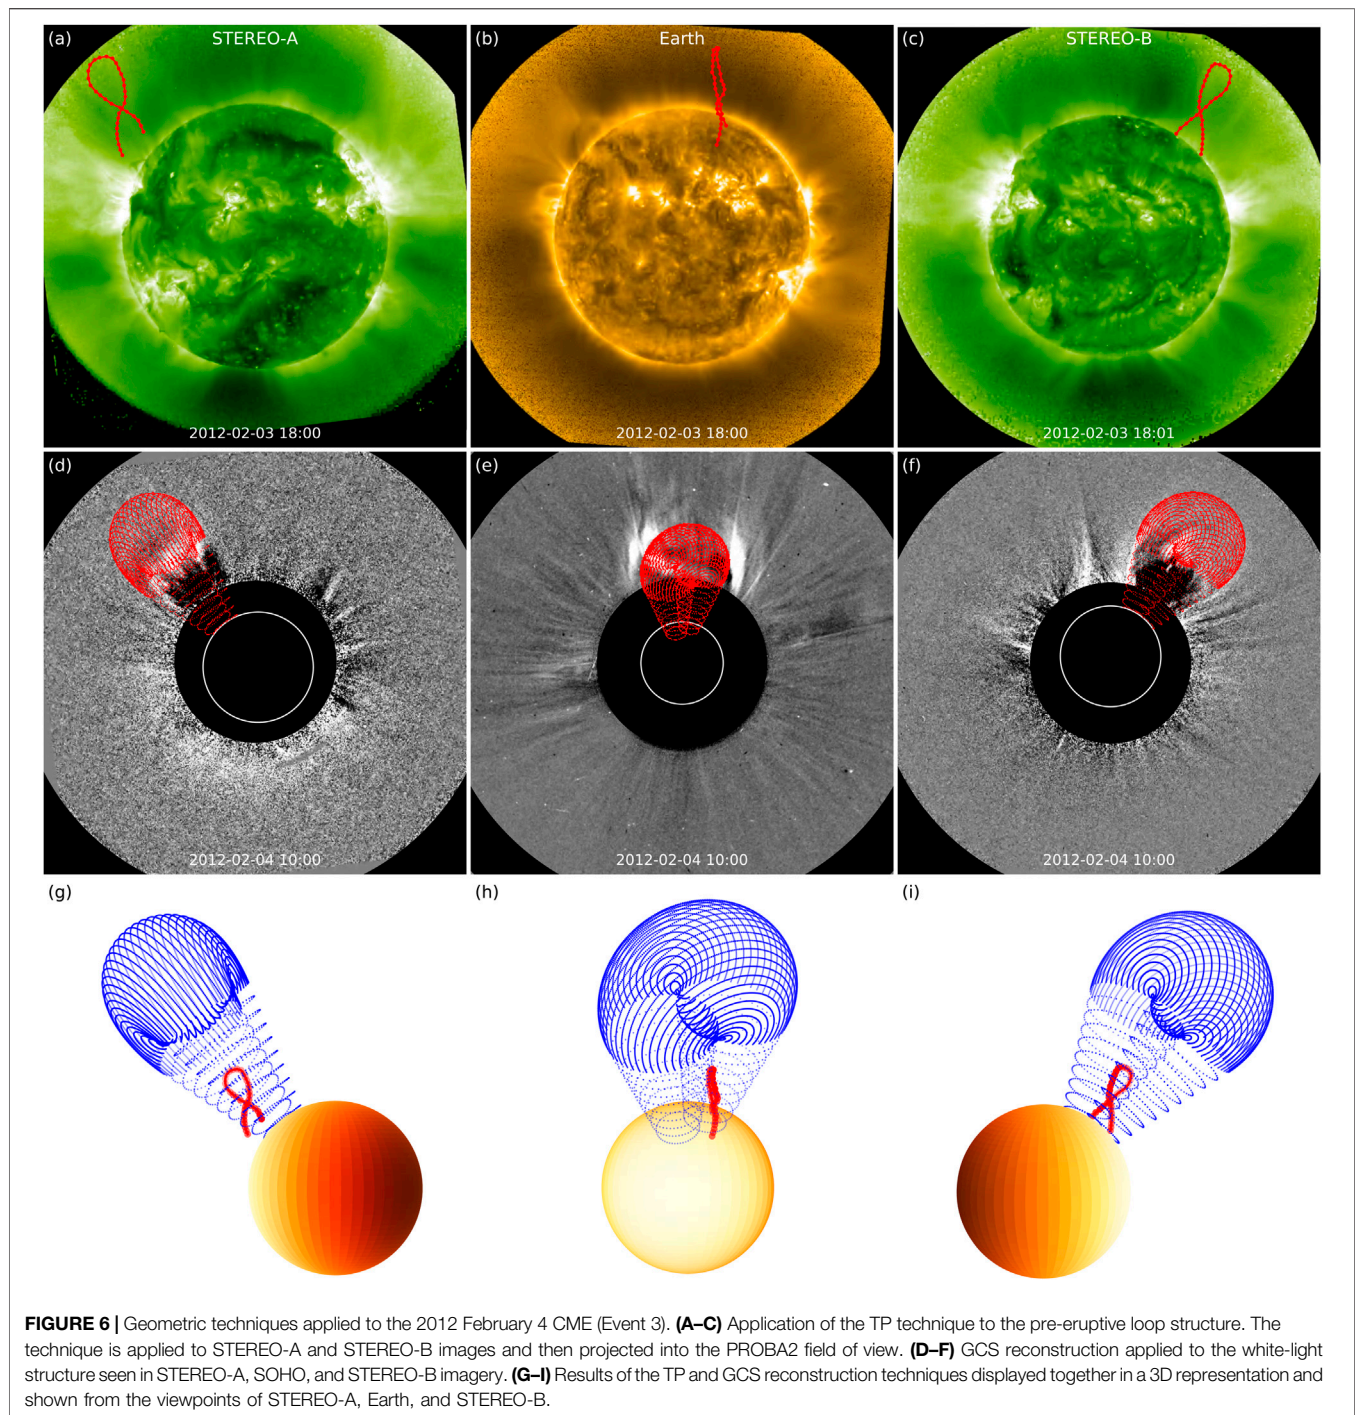 (a) STEREO-A
(b) Earth
(c) STEREO-B
2012-02-03 18:00
2012-02-03 18:00
2012-02-03 18:01
(d)
(e)
(f)
2012-02-04 10:00
2012-02-04 10:00
2012-02-04 10:00
(g)
(h)
(i)
FIGURE 6 | Geometric techniques applied to the 2012 February 4 CME (Event 3). (A–C) Application of the TP technique to the pre-eruptive loop structure. The
technique is applied to STEREO-A and STEREO-B images and then projected into the PROBA2 field of view. (D–F) GCS reconstruction applied to the white-light
structure seen in STEREO-A, SOHO, and STEREO-B imagery. (G–I) Results of the TP and GCS reconstruction techniques displayed together in a 3D representation and
shown from the viewpoints of STEREO-A, Earth, and STEREO-B.